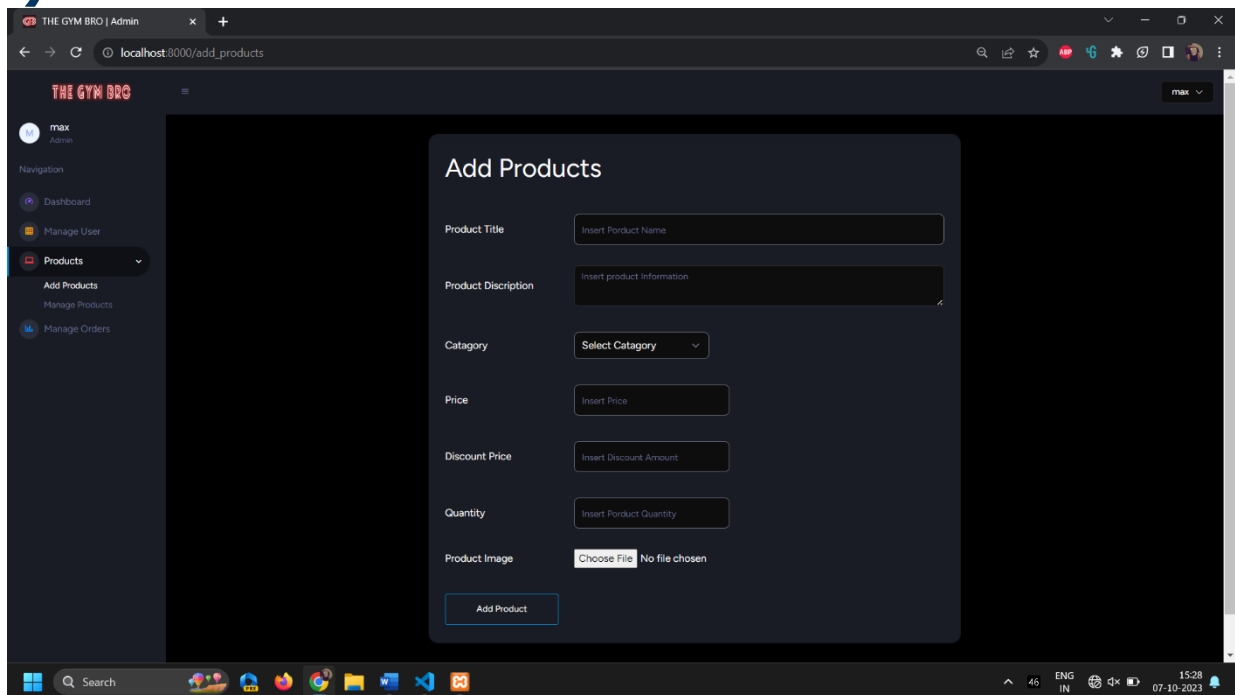 THE GYM BRO | Admin
localhost:8000/add_products
ABP
THE GYM BRO
max
M
max
Admin
Navigation
Dashboard
Manage User
Products
Add Products
Manage Products
Manage Orders
Add Products
Product Title
Insert Porduct Name
Product Discription
Insert product Information
Catagory
Select Catagory
Price
Insert Price
Discount Price
Insert Discount Amount
Quantity
Insert Porduct Quantity
Product Image
Choose File No file chosen
Add Product
Search
46
ENG
IN
15:28
07-10-2023